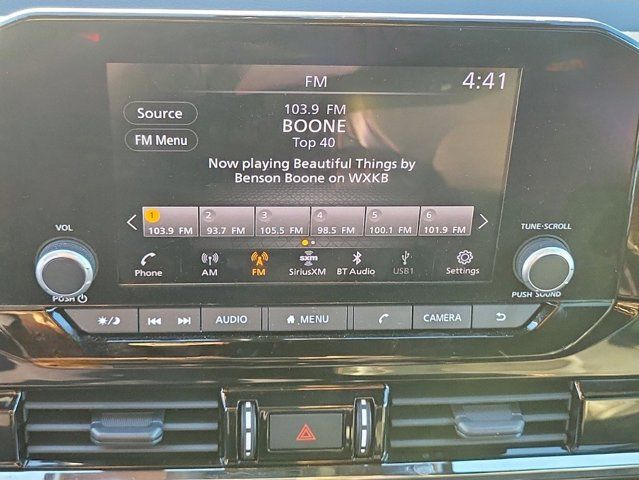 FM 4:41
Source
FM Menu
103.9 FM
BOONE
Top 40
Now playing Beautiful Things by
Benson Boone on WXKB
1 2 3 4 5 6
103.9 FM 93.7 FM 105.5 FM 98.5 FM 100.1 FM 101.9 FM
sxm
Phone AM FM SiriusXM BT Audio USB1 Settings
VOL TUNE·SCROLL
PUSH PUSH SOUND
AUDIO MENU CAMERA